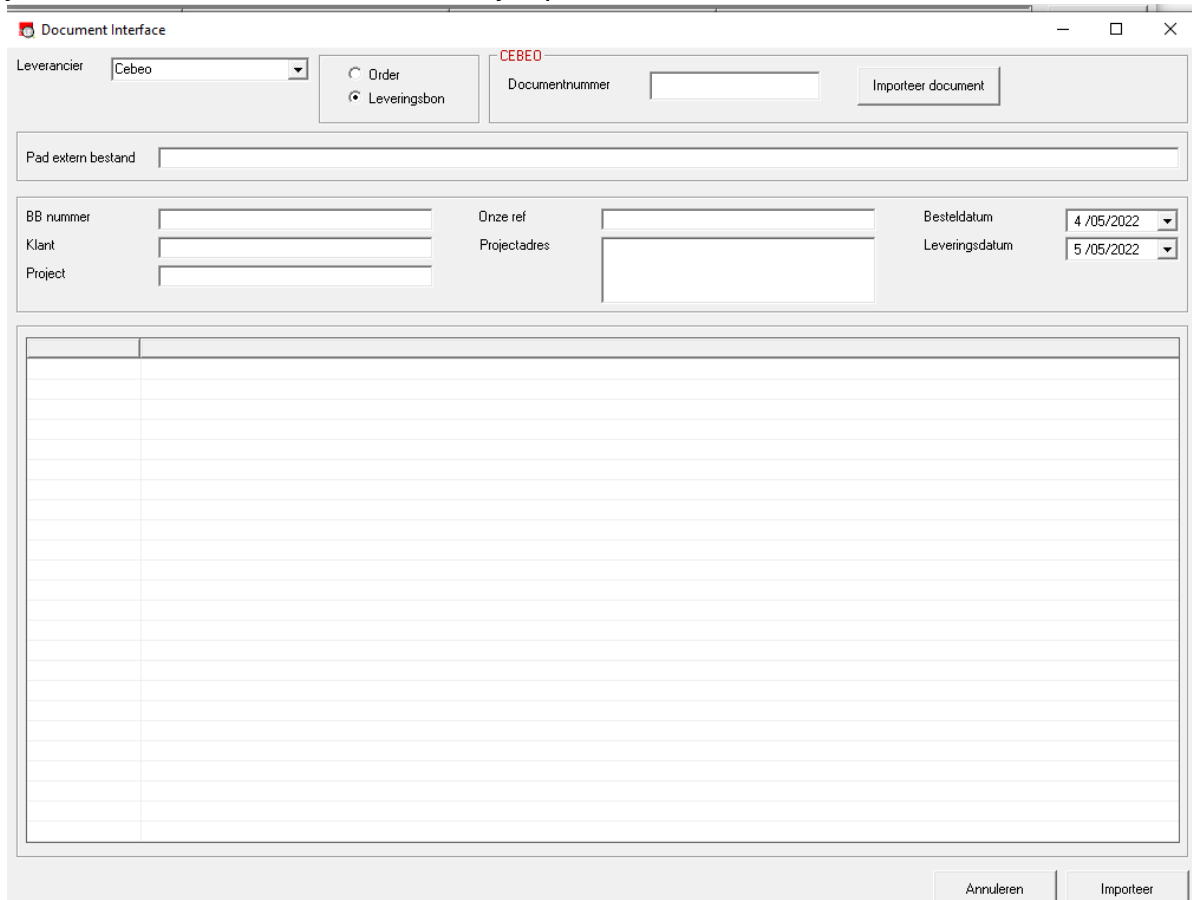 Document Interface
Leverancier Cebeo
Order
Leveringsbon
CEBEO
Documentnummer
Importeer document
Pad extern bestand
BB nummer
Klant
Project
Onze ref
Projectadres
Besteldatum 4 /05/2022
Leveringsdatum 5 /05/2022
Annuleren Importeer